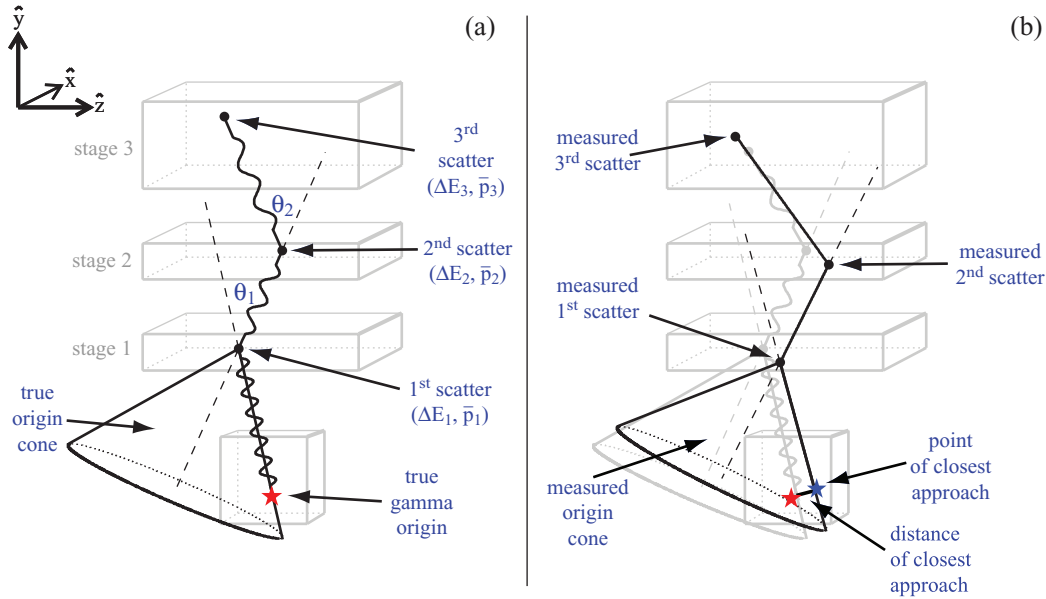 ŷ
x̂
ẑ
(a)
stage 3
3rd
scatter
(ΔE3, p̄3)
θ2
stage 2
2nd scatter
(ΔE2, p̄2)
θ1
stage 1
1st scatter
(ΔE1, p̄1)
true
origin
cone
true
gamma
origin
(b)
measured
3rd scatter
measured
2nd scatter
measured
1st scatter
measured
origin
cone
point
of closest
approach
distance
of closest
approach